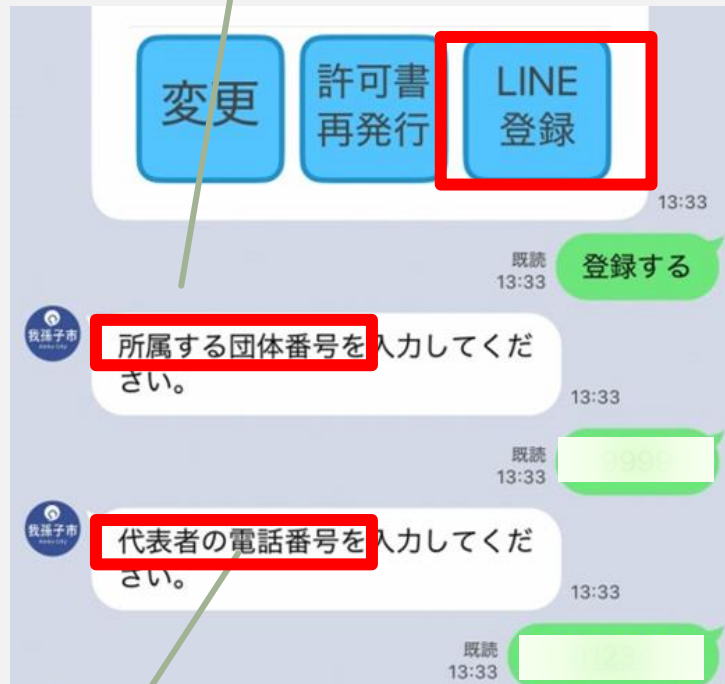 変更
許可書
再発行
LINE
登録
13:33
既読
13:33
登録する
我孫子市
所属する団体番号を入力してくだ
さい。
13:33
既読
13:33
我孫子市
代表者の電話番号を入力してくだ
さい。
13:33
既読
13:33